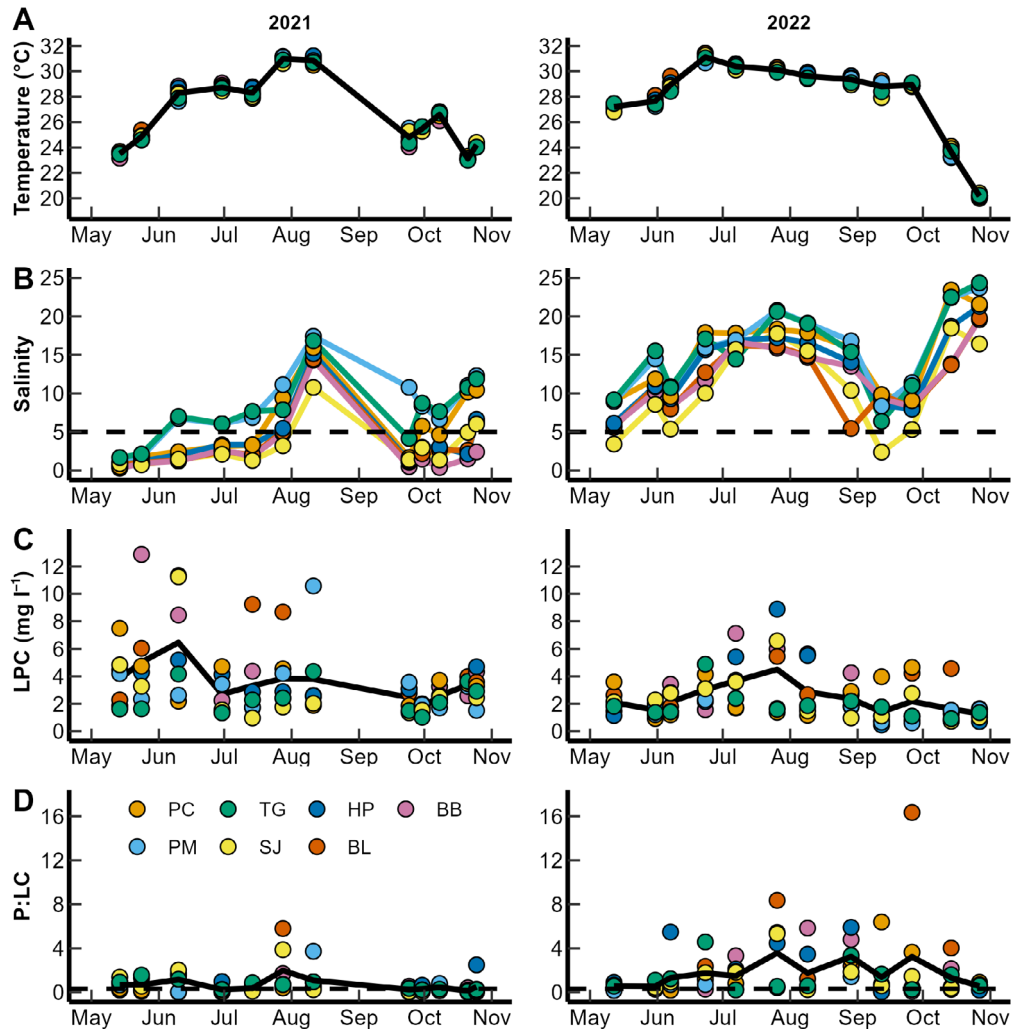 A 2021 2022
Temperature (°C)
32 32
30 30
28 28
26 26
24 24
22 22
20 20
May Jun Jul Aug Sep Oct Nov May Jun Jul Aug Sep Oct Nov
B
Salinity
25 25
20 20
15 15
10 10
5 5
0 0
May Jun Jul Aug Sep Oct Nov May Jun Jul Aug Sep Oct Nov
C
LPC (mg l⁻¹)
12 12
10 10
8 8
6 6
4 4
2 2
0 0
May Jun Jul Aug Sep Oct Nov May Jun Jul Aug Sep Oct Nov
D
P:LC
16 PC TG HP BB 16
PM SJ BL
12 12
8 8
4 4
0 0
May Jun Jul Aug Sep Oct Nov May Jun Jul Aug Sep Oct Nov